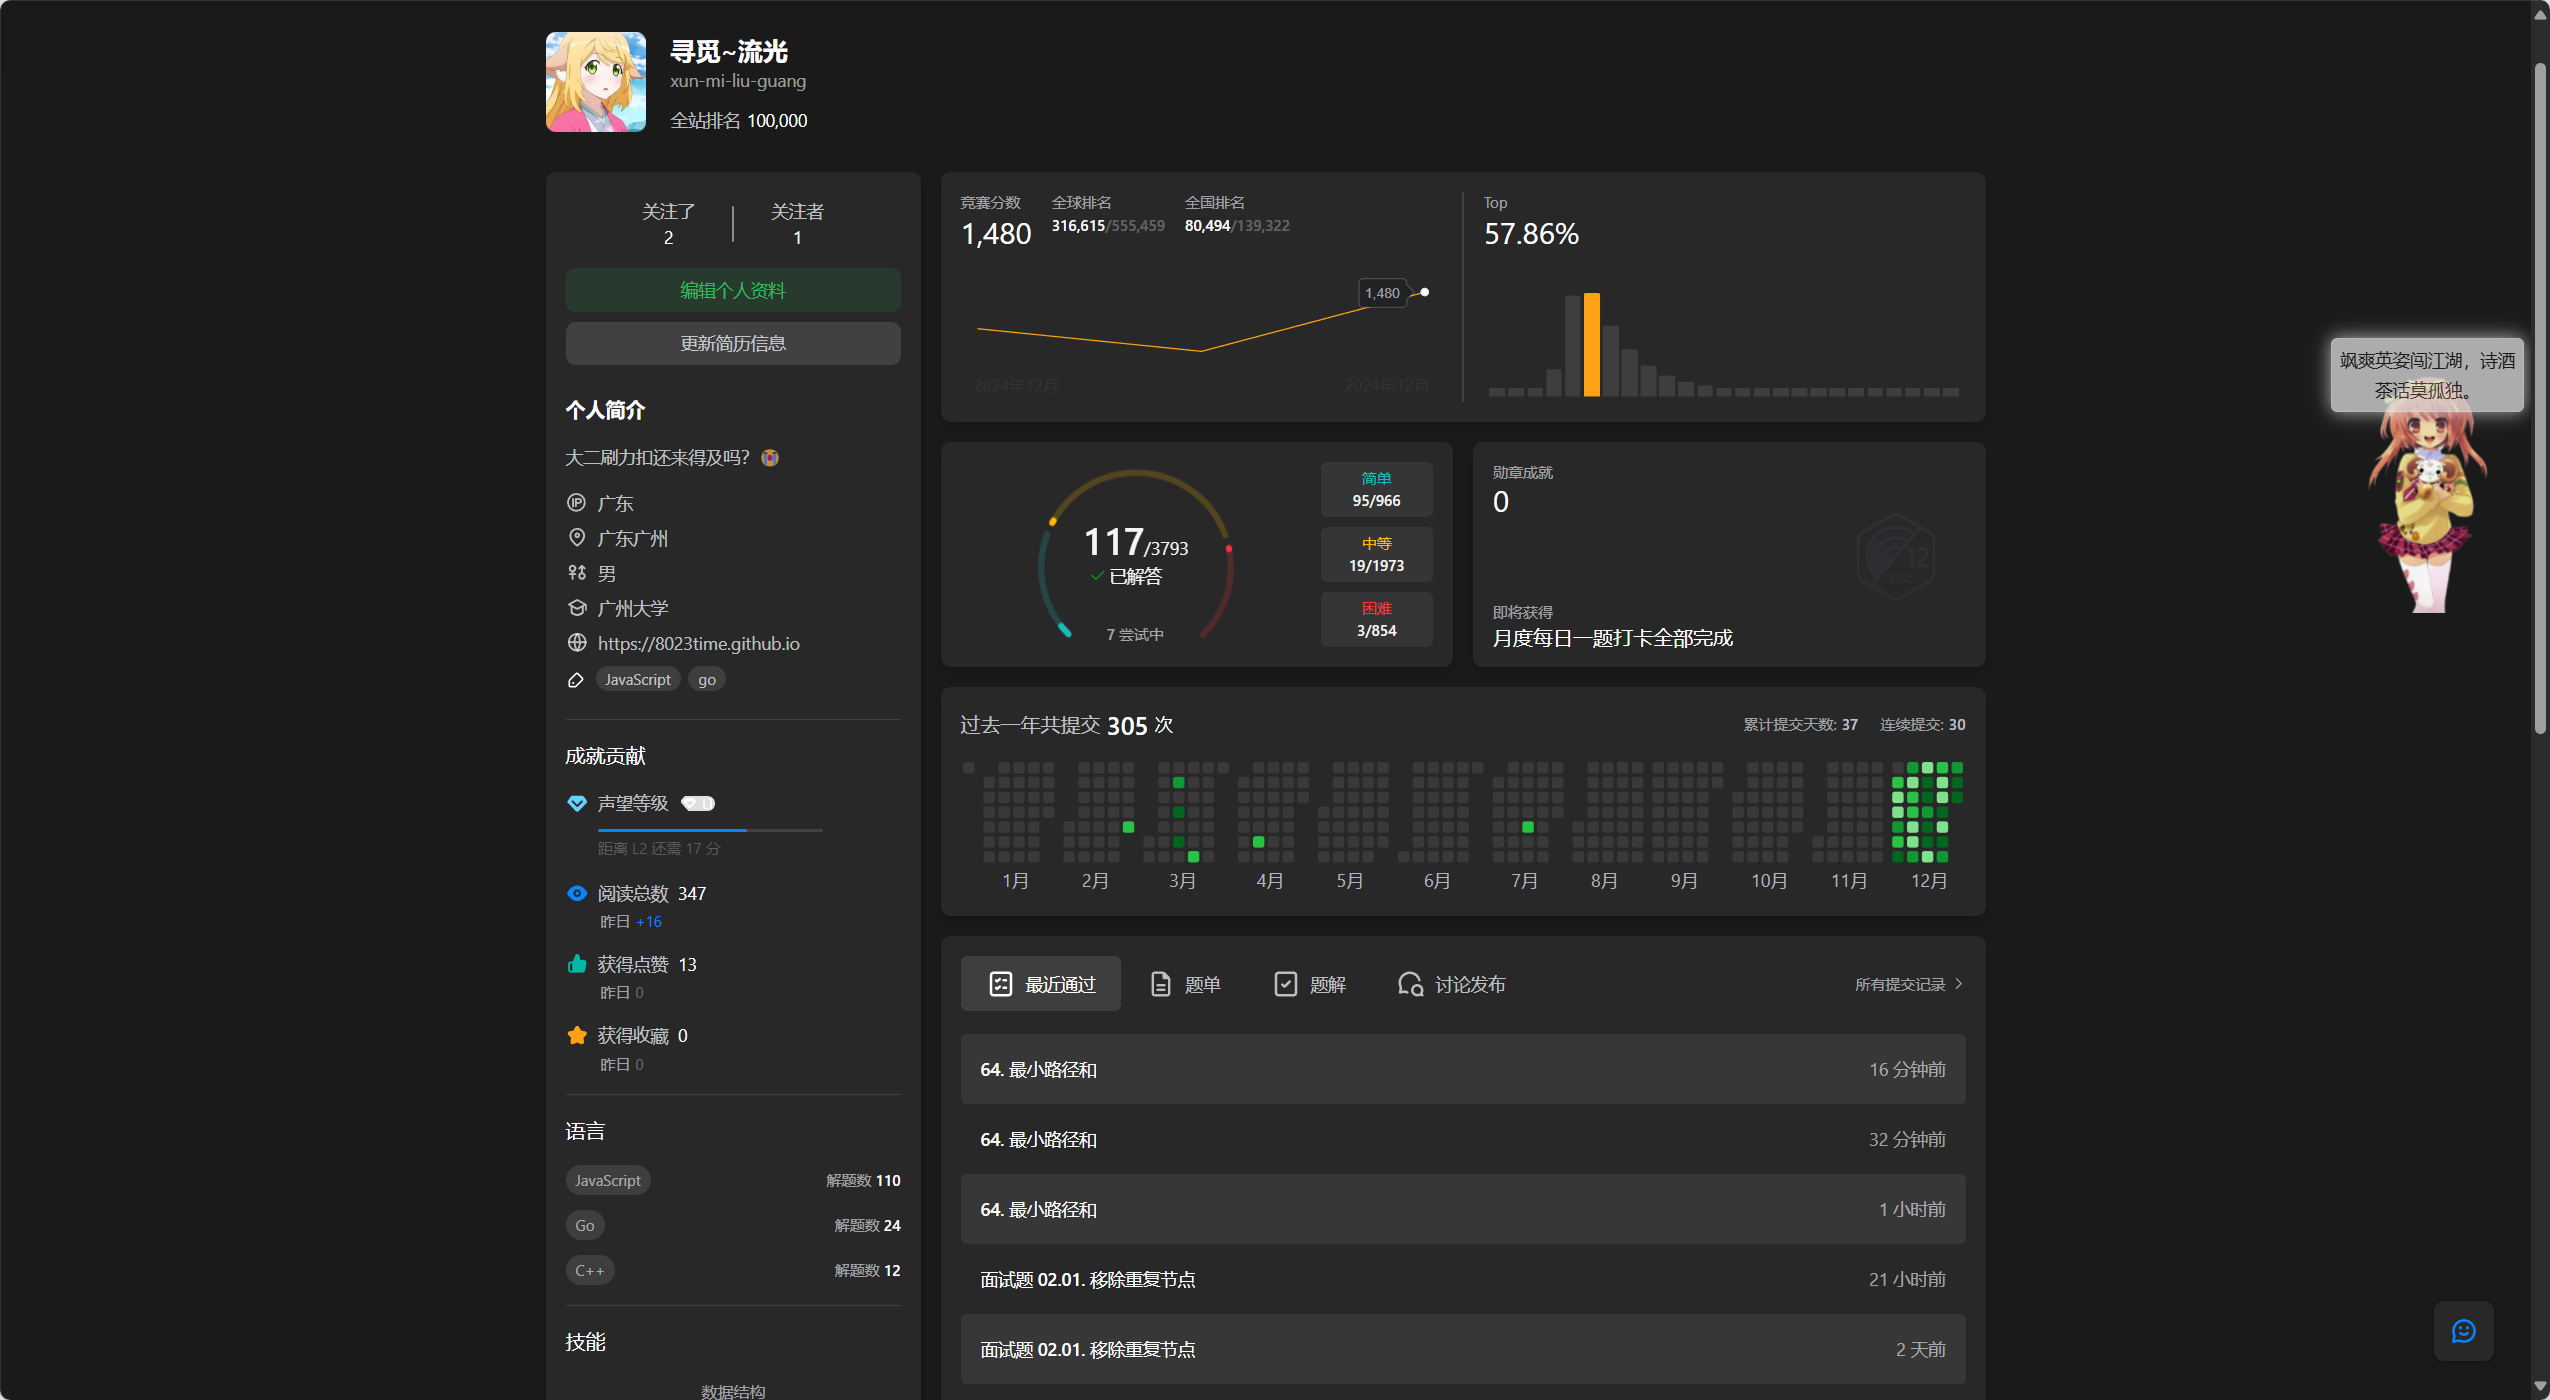 寻觅~流光
xun-mi-liu-guang
全站排名 100,000
关注了
2
关注者
1
编辑个人资料
更新简历信息
个人简介
大二刷力扣还来得及吗？
广东
广东广州
男
广州大学
https://8023time.github.io
JavaScript
go
成就贡献
声望等级 L1
距离 L2 还需 17 分
阅读总数 347
昨日 +16
获得点赞 13
昨日 0
获得收藏 0
昨日 0
语言
JavaScript 解题数 110
Go 解题数 24
C++ 解题数 12
技能
数据结构
竞赛分数
1,480
全球排名
316,615/555,459
全国排名
80,494/139,322
1,480
2024年12月
2024年12月
Top
57.86%
117/3793
已解答
7 尝试中
简单
95/966
中等
19/1973
困难
3/854
勋章成就
0
12
DEC
即将获得
月度每日一题打卡全部完成
过去一年共提交 305 次
累计提交天数: 37 连续提交: 30
1月 2月 3月 4月 5月 6月 7月 8月 9月 10月 11月 12月
最近通过 题单 题解 讨论发布 所有提交记录
64. 最小路径和 16 分钟前
64. 最小路径和 32 分钟前
64. 最小路径和 1 小时前
面试题 02.01. 移除重复节点 21 小时前
面试题 02.01. 移除重复节点 2 天前
飒爽英姿闯江湖，诗酒
茶话莫孤独。